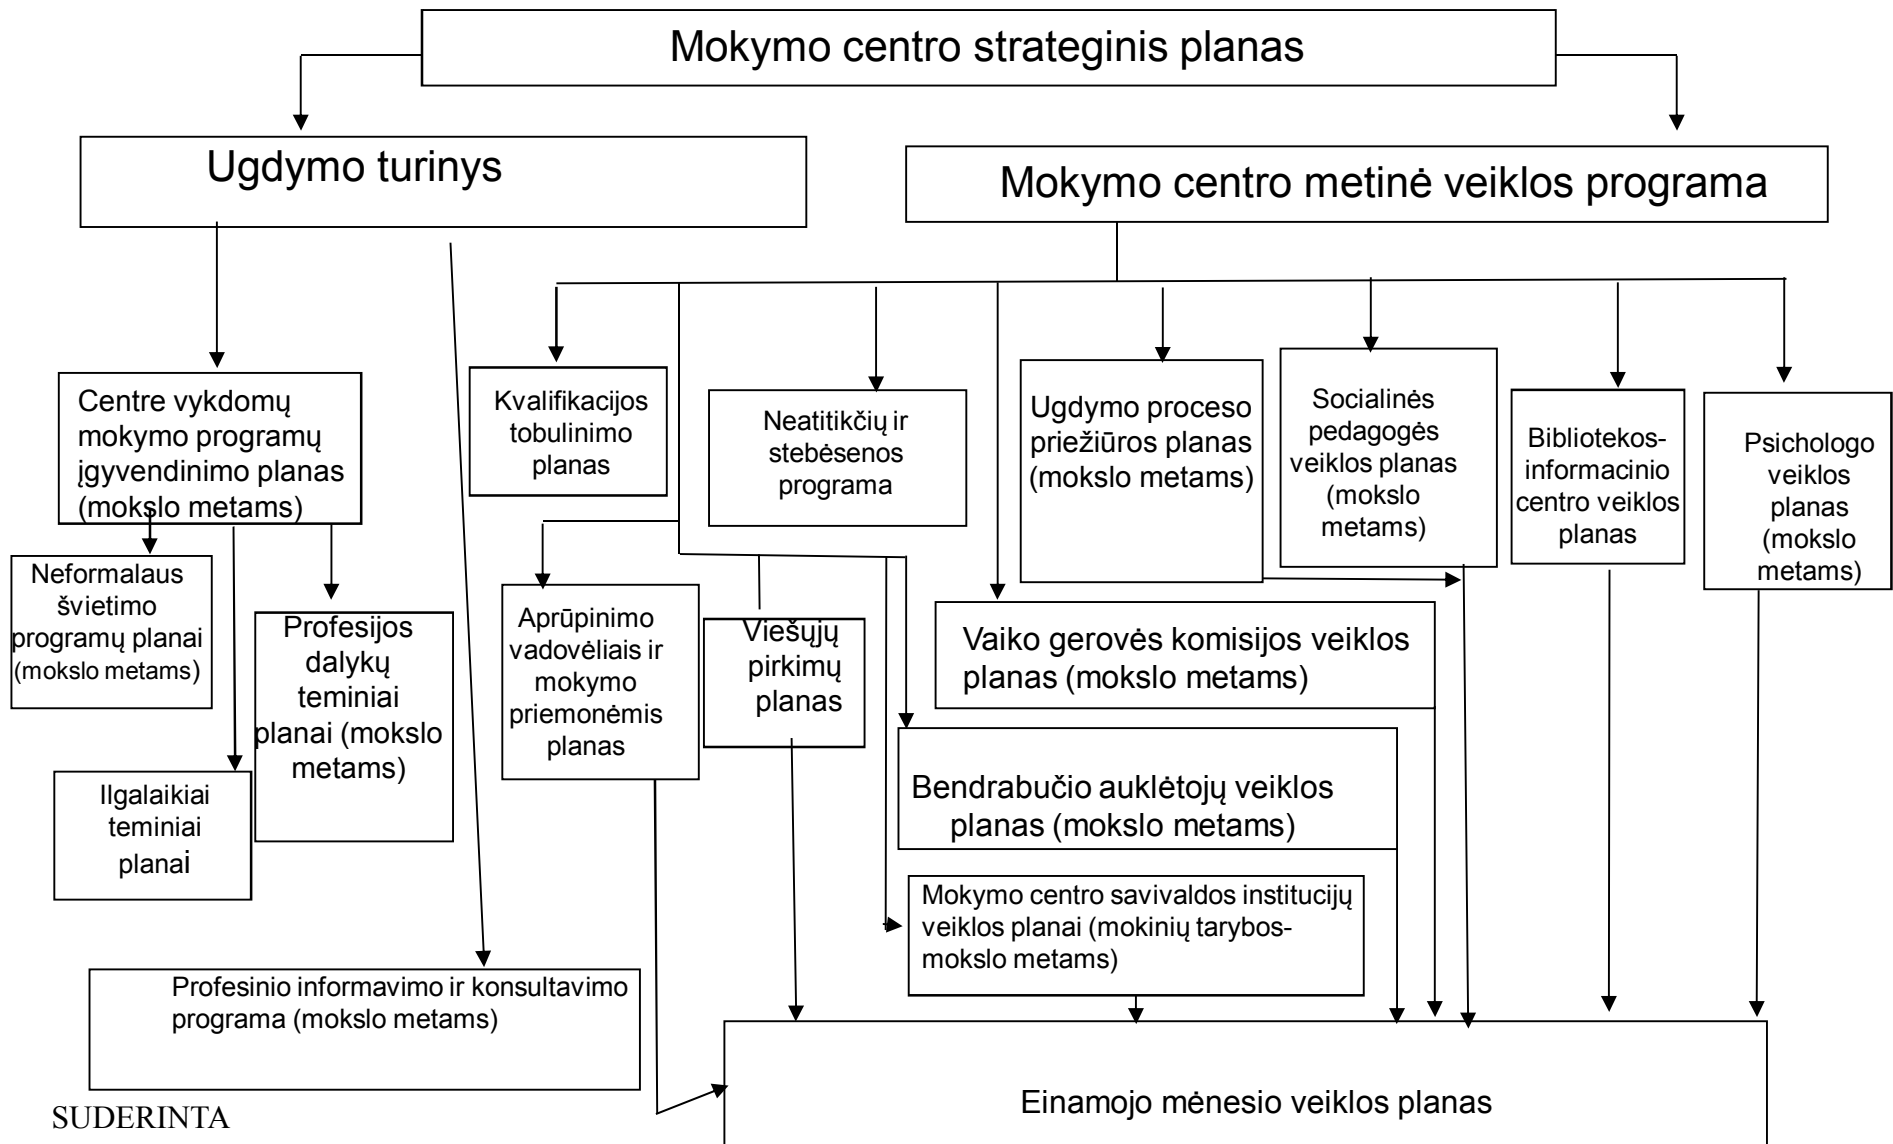 Mokymo centro strateginis planas
Ugdymo turinys
Mokymo centro metinė veiklos programa
Centre vykdomų
mokymo programų
įgyvendinimo planas
(mokslo metams)
Kvalifikacijos
tobulinimo
planas
Neatitikčių ir
stebėsenos
programa
Ugdymo proceso
priežiūros planas
(mokslo metams)
Socialinės
pedagogės
veiklos planas
(mokslo
metams)
Bibliotekos-
informacinio
centro veiklos
planas
Psichologo
veiklos
planas
(mokslo
metams)
Neformalaus
švietimo
programų planai
(mokslo metams)
Profesijos
dalykų
teminiai
planai (mokslo
metams)
Aprūpinimo
vadovėliais ir
mokymo
priemonėmis
planas
Viešųjų
pirkimų
planas
Vaiko gerovės komisijos veiklos
planas (mokslo metams)
Ilgalaikiai
teminiai
planai
Bendrabučio auklėtojų veiklos
planas (mokslo metams)
Mokymo centro savivaldos institucijų
veiklos planai (mokinių tarybos-
mokslo metams)
Profesinio informavimo ir konsultavimo
programa (mokslo metams)
Einamojo mėnesio veiklos planas
SUDERINTA